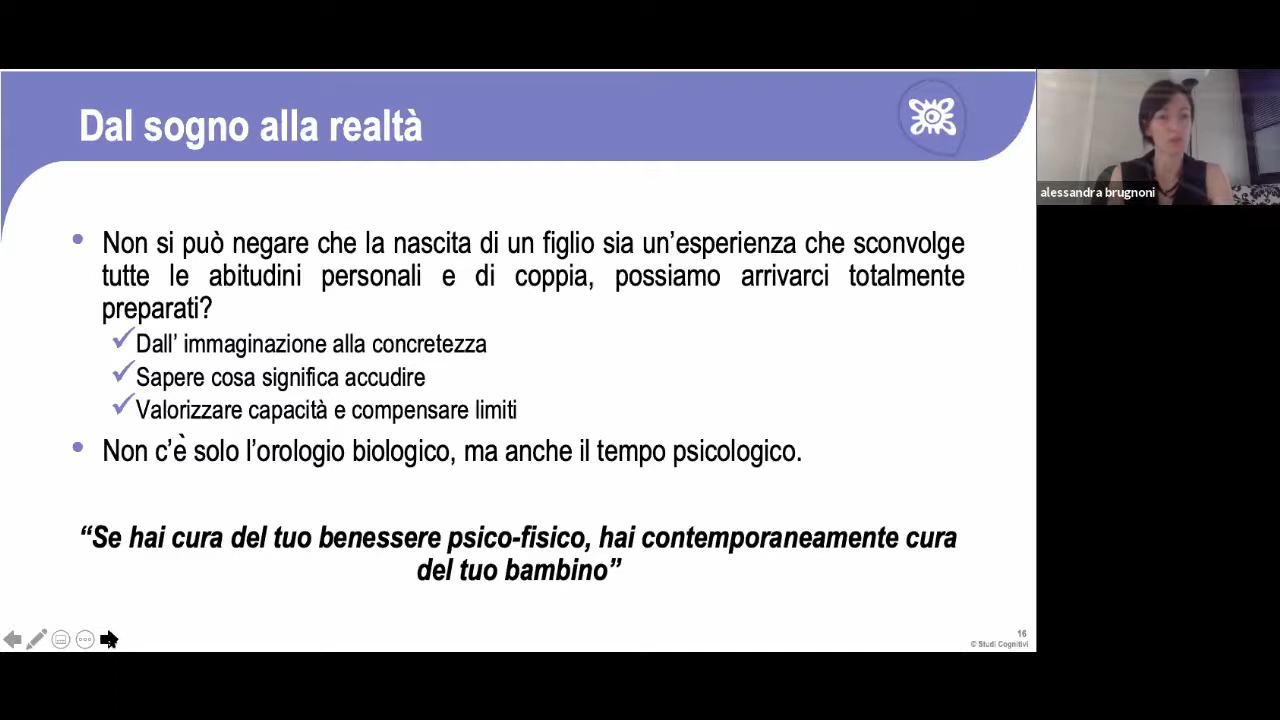 Dal sogno alla realtà
alessandra brugnoni
• Non si può negare che la nascita di un figlio sia un’esperienza che sconvolge
tutte le abitudini personali e di coppia, possiamo arrivarci totalmente
preparati?
✓Dall’ immaginazione alla concretezza
✓Sapere cosa significa accudire
✓Valorizzare capacità e compensare limiti
• Non c’è solo l’orologio biologico, ma anche il tempo psicologico.
“Se hai cura del tuo benessere psico-fisico, hai contemporaneamente cura
del tuo bambino”
16
© Studi Cognitivi